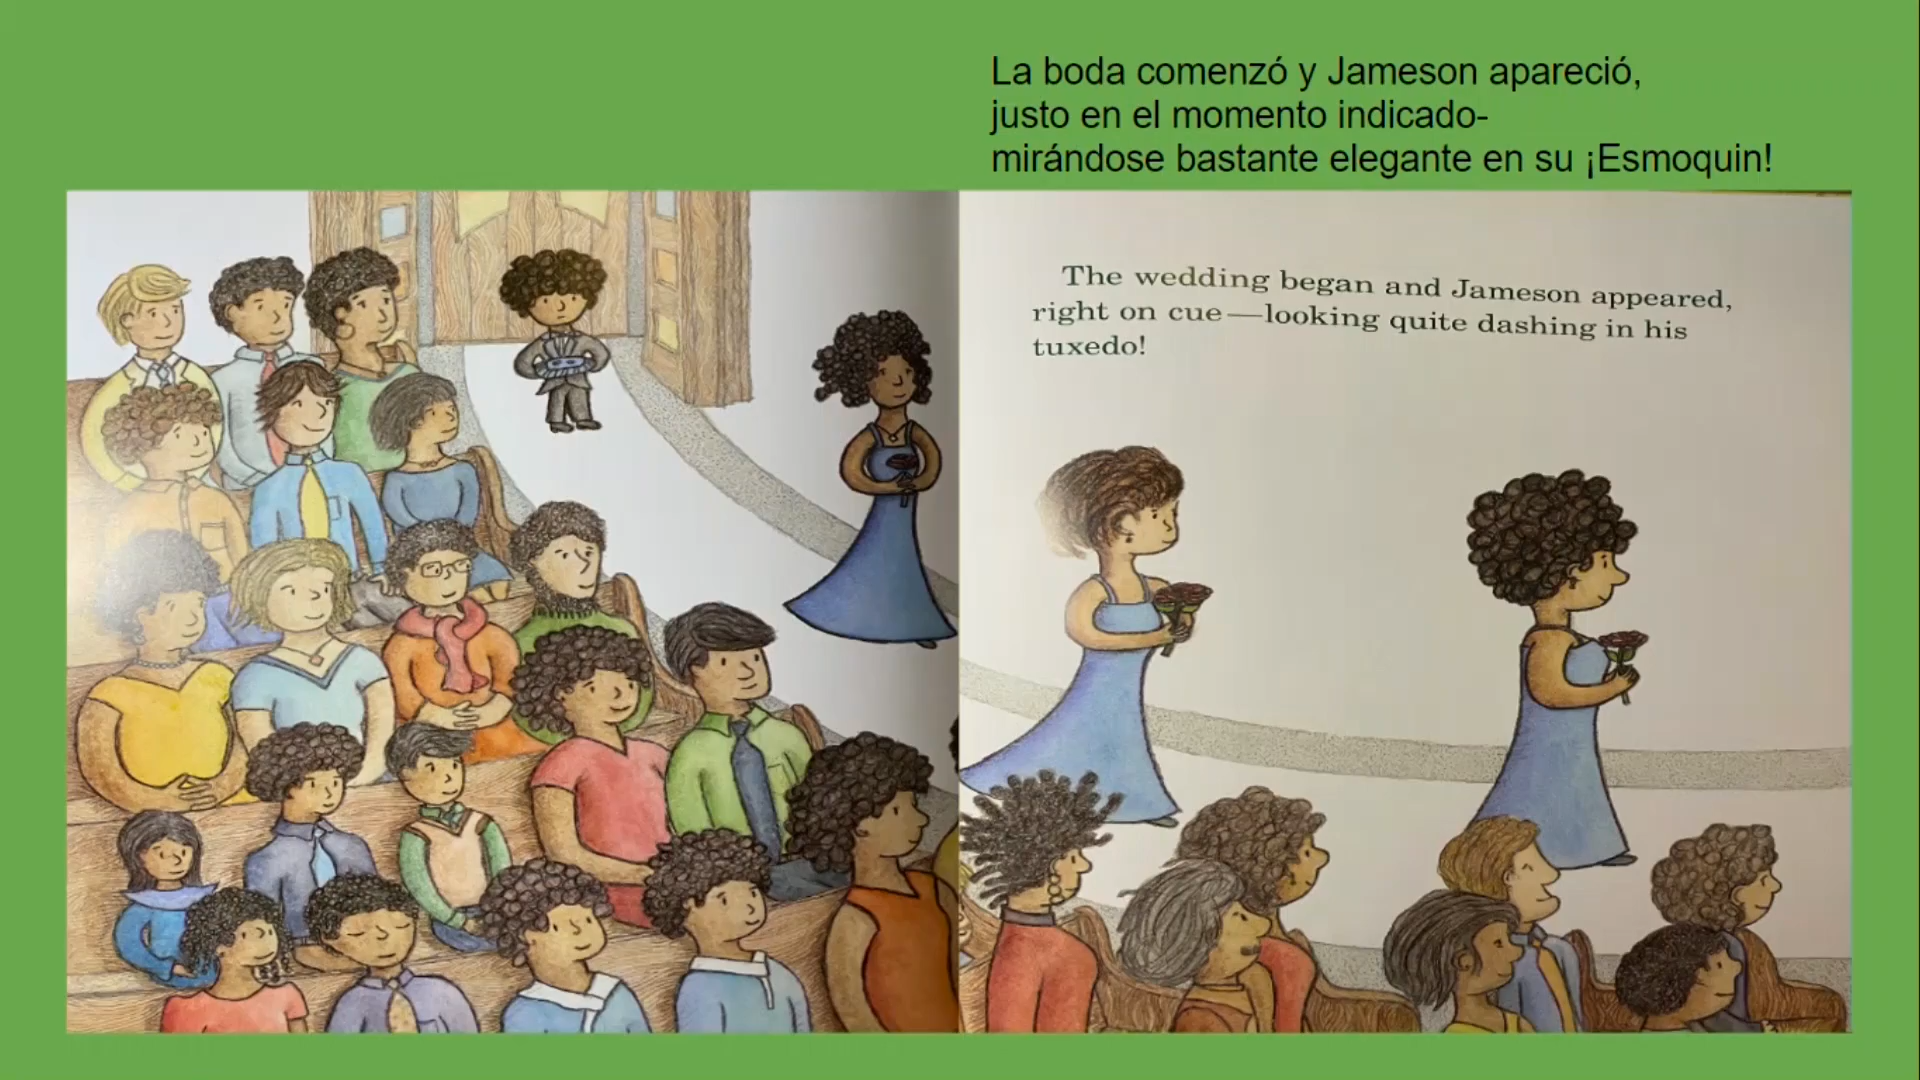 La boda comenzó y Jameson apareció,
justo en el momento indicado-
mirándose bastante elegante en su ¡Esmoquin!
The wedding began and Jameson appeared,
right on cue—looking quite dashing in his
tuxedo!